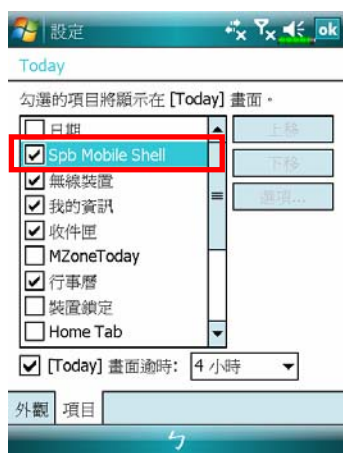 設定
ok
Today
勾選的項目將顯示在 [Today] 畫面。
日期
上移
Spb Mobile Shell
下移
無線裝置
選項...
我的資訊
收件匣
MZoneToday
行事曆
裝置鎖定
Home Tab
[Today] 畫面逾時: 4 小時
外觀 項目
ㄅ